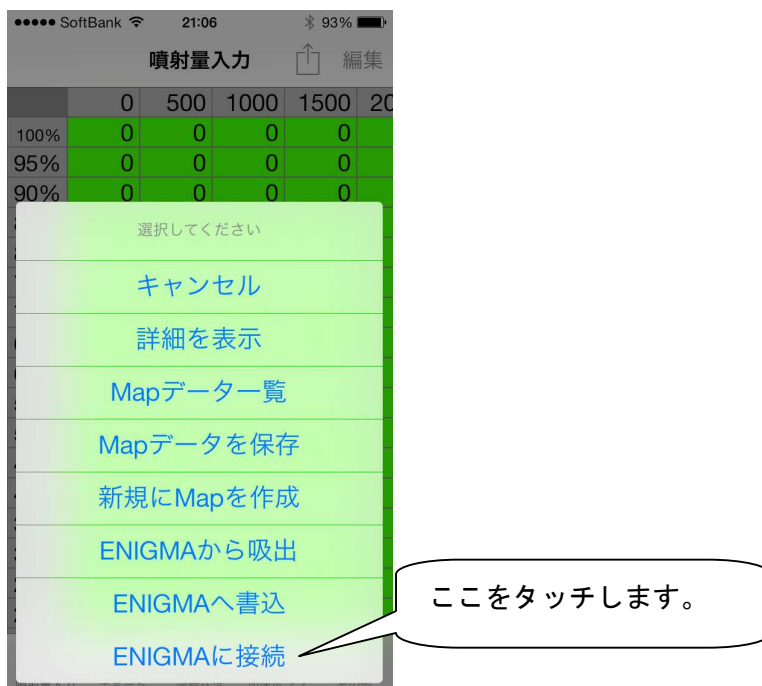 SoftBank 21:06 93%
噴射量入力 編集
0 500 1000 1500 20
100% 0 0 0 0
95% 0 0 0 0
90% 0 0 0 0
選択してください
キャンセル
詳細を表示
Mapデータ一覧
Mapデータを保存
新規にMapを作成
ENIGMAから吸出
ENIGMAへ書込
ENIGMAに接続
ここをタッチします。